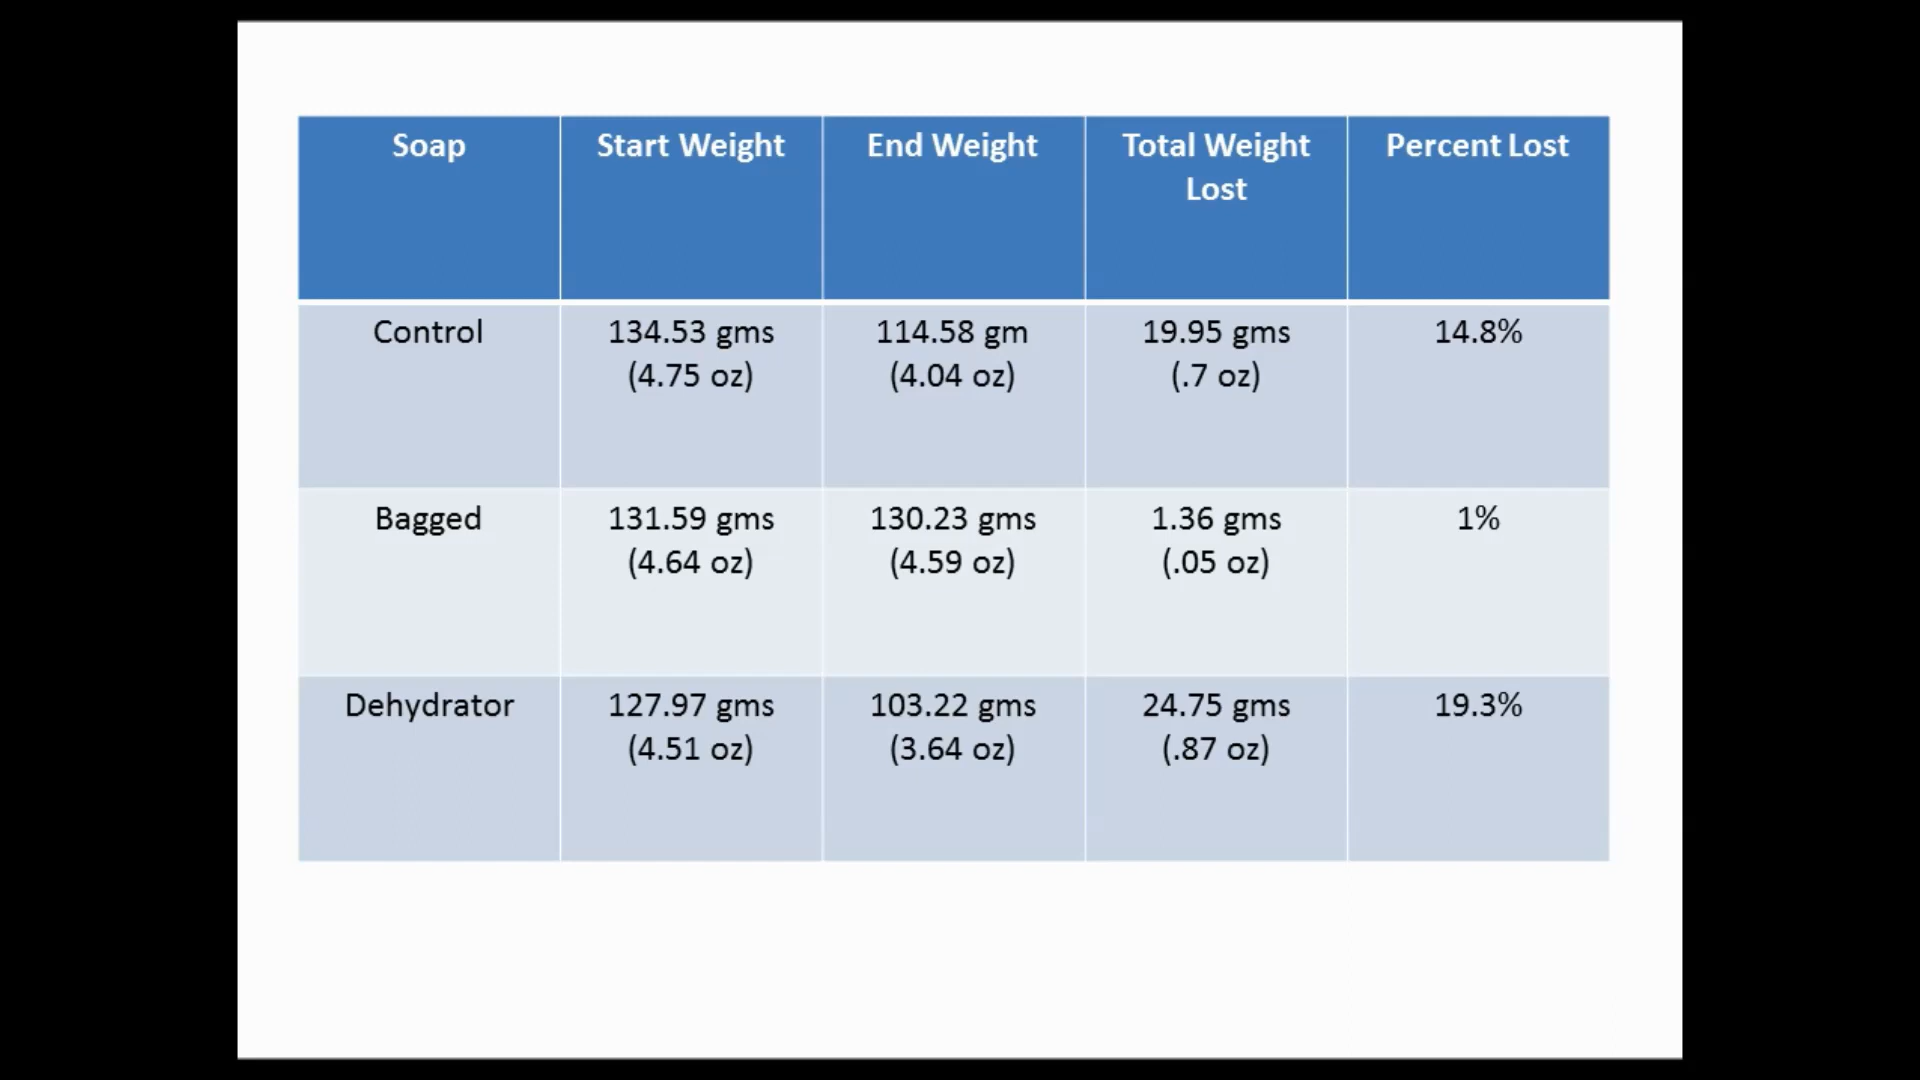 Soap
Start Weight
End Weight
Total Weight
Lost
Percent Lost
Control
134.53 gms
(4.75 oz)
114.58 gm
(4.04 oz)
19.95 gms
(.7 oz)
14.8%
Bagged
131.59 gms
(4.64 oz)
130.23 gms
(4.59 oz)
1.36 gms
(.05 oz)
1%
Dehydrator
127.97 gms
(4.51 oz)
103.22 gms
(3.64 oz)
24.75 gms
(.87 oz)
19.3%